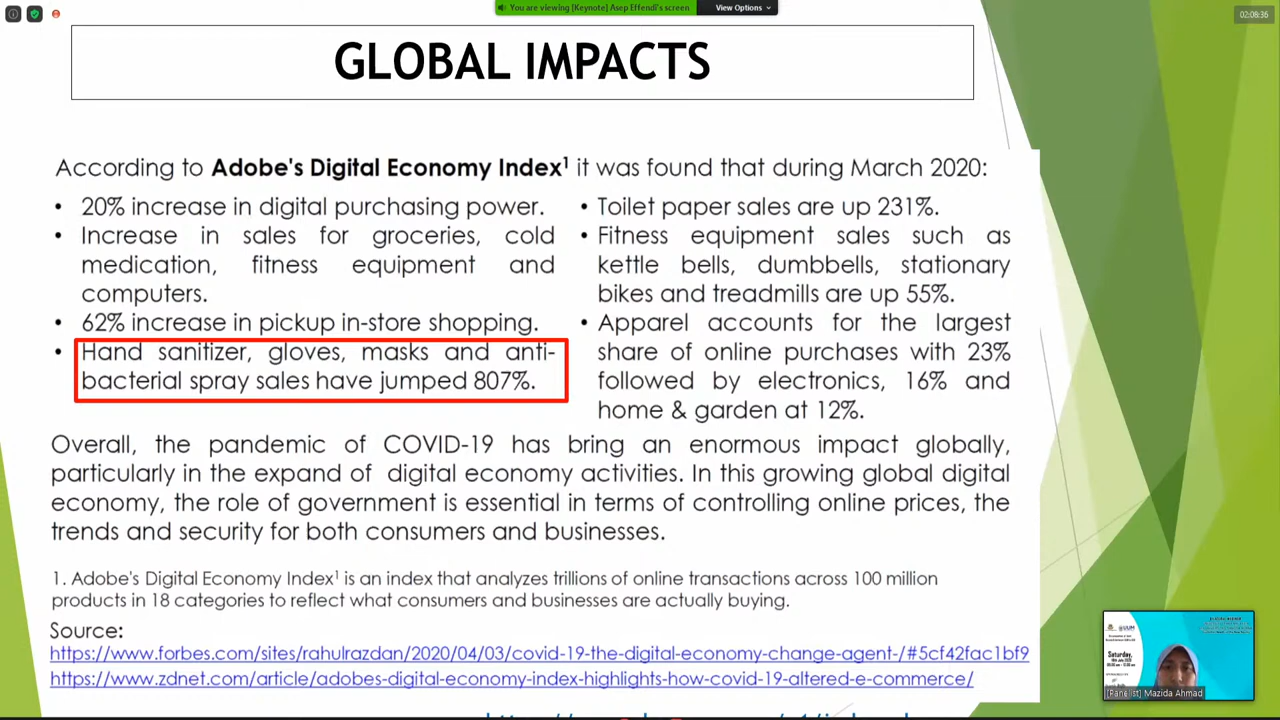 You are viewing [Keynote] Asep Effendi's screen
View Options
02:08:36
GLOBAL IMPACTS
According to Adobe's Digital Economy Index1 it was found that during March 2020:
• 20% increase in digital purchasing power.
• Increase in sales for groceries, cold
medication, fitness equipment and
computers.
• 62% increase in pickup in-store shopping.
• Hand sanitizer, gloves, masks and anti-
bacterial spray sales have jumped 807%.
• Toilet paper sales are up 231%.
• Fitness equipment sales such as
kettle bells, dumbbells, stationary
bikes and treadmills are up 55%.
• Apparel accounts for the largest
share of online purchases with 23%
followed by electronics, 16% and
home & garden at 12%.
Overall, the pandemic of COVID-19 has bring an enormous impact globally,
particularly in the expand of digital economy activities. In this growing global digital
economy, the role of government is essential in terms of controlling online prices, the
trends and security for both consumers and businesses.
1. Adobe's Digital Economy Index1 is an index that analyzes trillions of online transactions across 100 million
products in 18 categories to reflect what consumers and businesses are actually buying.
Source:
https://www.forbes.com/sites/rahulrazdan/2020/04/03/covid-19-the-digital-economy-change-agent-/#5cf42fac1bf9
https://www.zdnet.com/article/adobes-digital-economy-index-highlights-how-covid-19-altered-e-commerce/
UUM
Saturday,
[Panelist] Mazida Ahmad